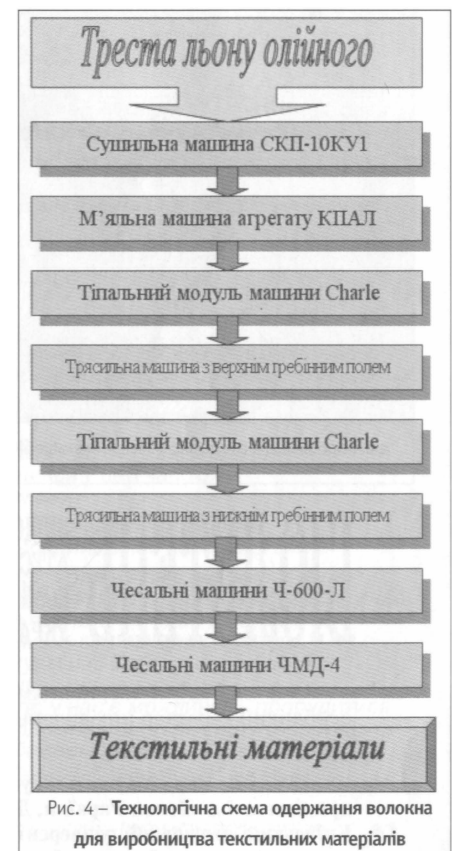 Треста льону олійного
Сушильна машина СКП-10КУ1
М’яльна машина агрегату КПАЛ
Тіпальний модуль машини Charle
Трясильна машина з верхнім гребінним полем
Тіпальний модуль машини Charle
Трясильна машина з нижнім гребінним полем
Чесальні машини Ч-600-Л
Чесальні машини ЧМД-4
Текстильні матеріали
Рис. 4 – Технологічна схема одержання волокна
для виробництва текстильних матеріалів